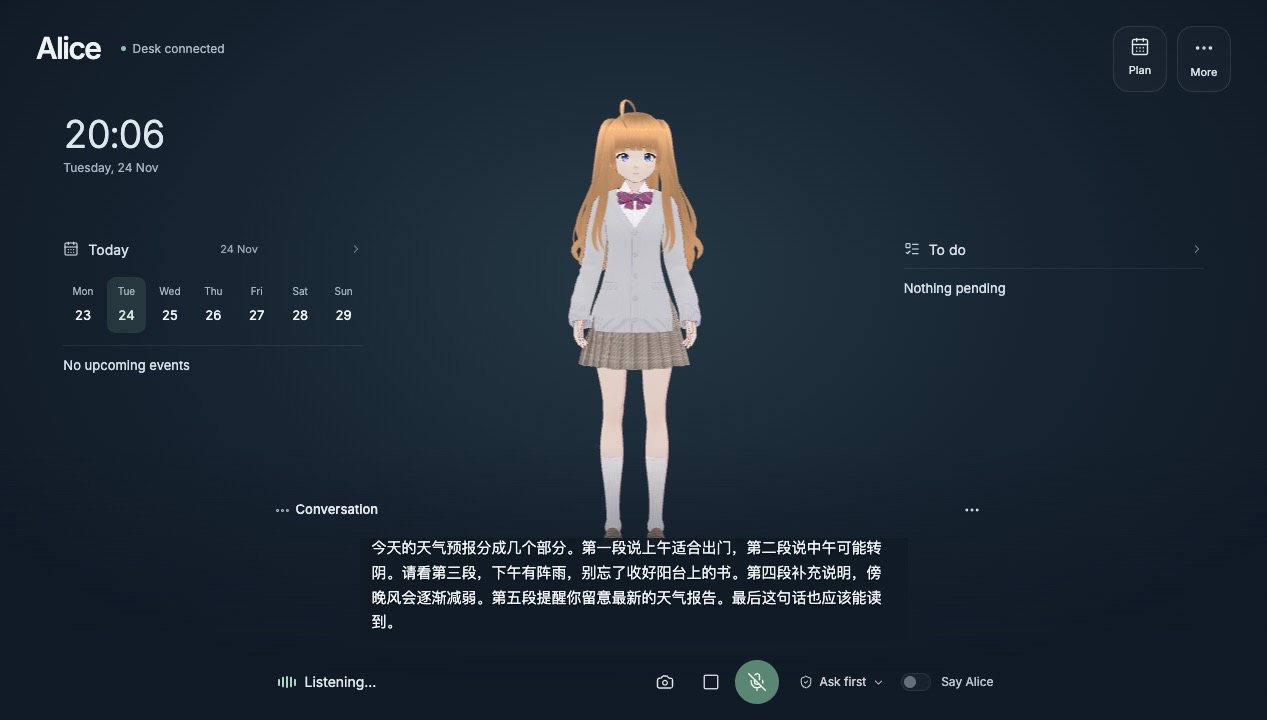 Alice
Desk connected
Plan
More
20:06
Tuesday, 24 Nov
Today
24 Nov
Mon Tue Wed Thu Fri Sat Sun
23 24 25 26 27 28 29
No upcoming events
To do
Nothing pending
Conversation
今天的天气预报分成几个部分。第一段说上午适合出门，第二段说中午可能转
阴。请看第三段，下午有阵雨，别忘了收好阳台上的书。第四段补充说明，傍
晚风会逐渐减弱。第五段提醒你留意最新的天气报告。最后这句话也应该能读
到。
Listening...
Ask first
Say Alice